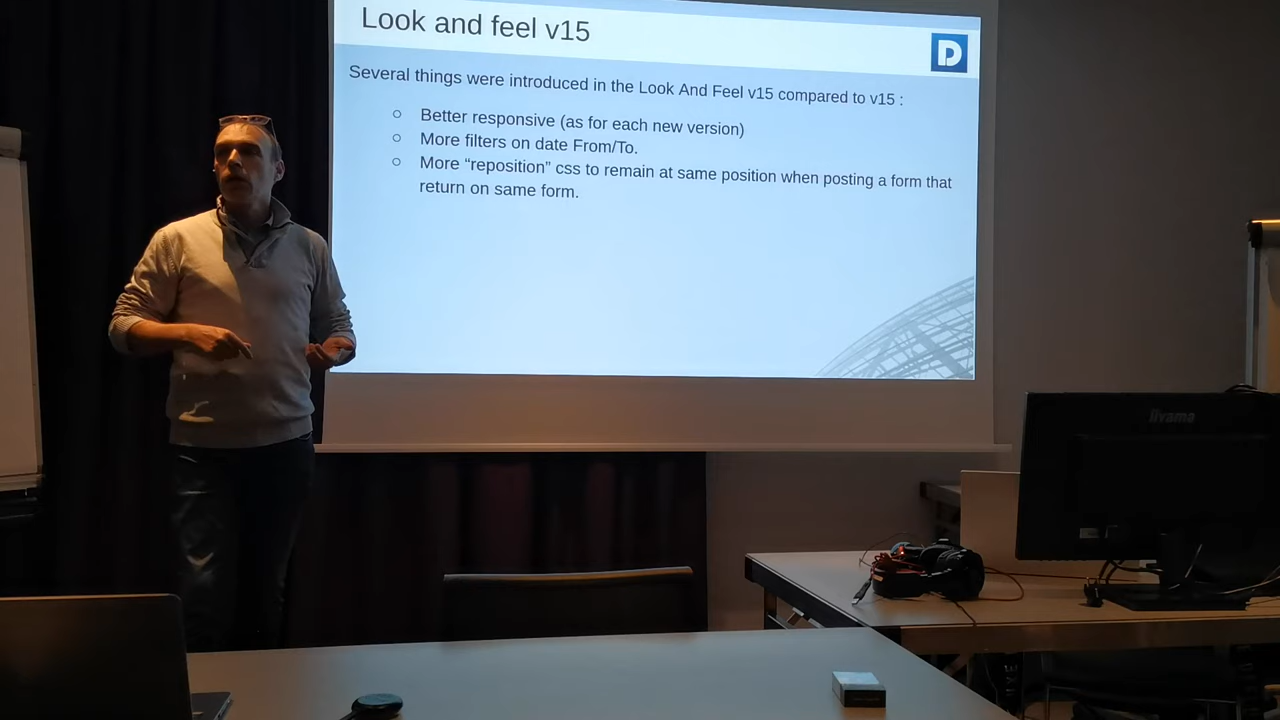 Look and feel v15
D
Several things were introduced in the Look And Feel v15 compared to v15 :
○ Better responsive (as for each new version)
○ More filters on date From/To.
○ More “reposition” css to remain at same position when posting a form that
return on same form.
iiyama